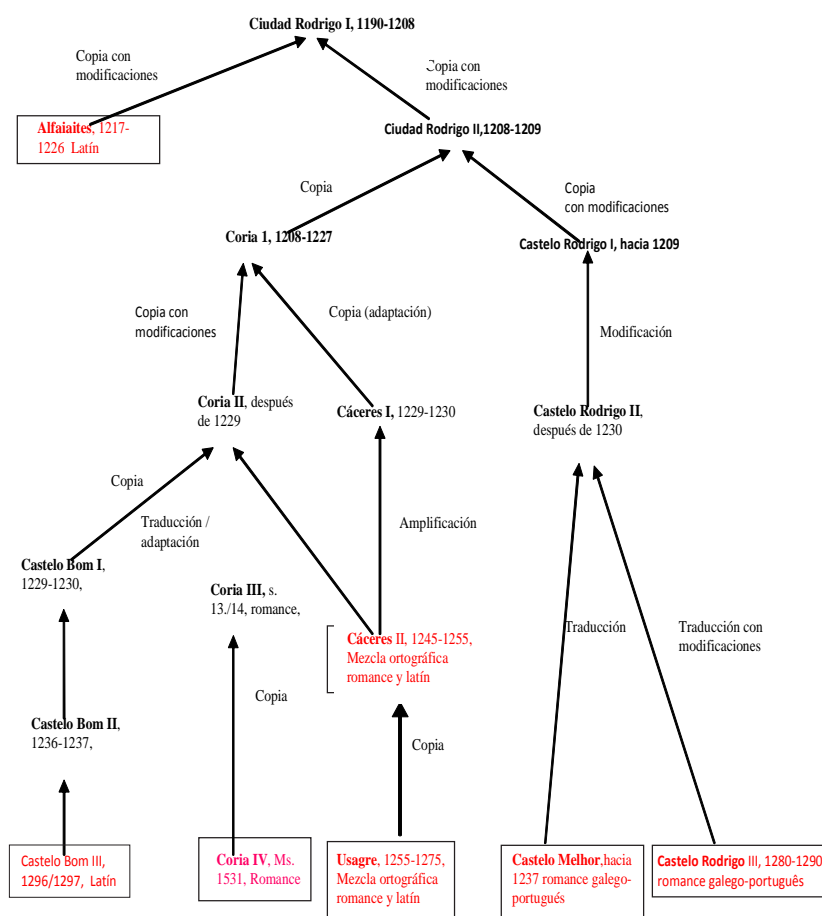 Ciudad Rodrigo I, 1190-1208
Copia con
modificaciones
Copia con
modificaciones
Alfaiaites, 1217-
1226 Latín
Ciudad Rodrigo II,1208-1209
Copia
Copia
con modificaciones
Coria 1, 1208-1227
Castelo Rodrigo I, hacia 1209
Copia con
modificaciones
Copia (adaptación)
Modificación
Coria II, después
de 1229
Cáceres I, 1229-1230
Castelo Rodrigo II,
después de 1230
Copia
Traducción /
adaptación
Amplificación
Castelo Bom I,
1229-1230,
Coria III, s.
13./14, romance,
Cáceres II, 1245-1255,
Mezcla ortográfica
romance y latín
Traducción
Traducción con
modificaciones
Copia
Castelo Bom II,
1236-1237,
Copia
Castelo Bom III,
1296/1297, Latín
Coria IV, Ms.
1531, Romance
Usagre, 1255-1275,
Mezcla ortográfica
romance y latín
Castelo Melhor,hacia
1237 romance galego-
portugués
Castelo Rodrigo III, 1280-1290
romance galego-português